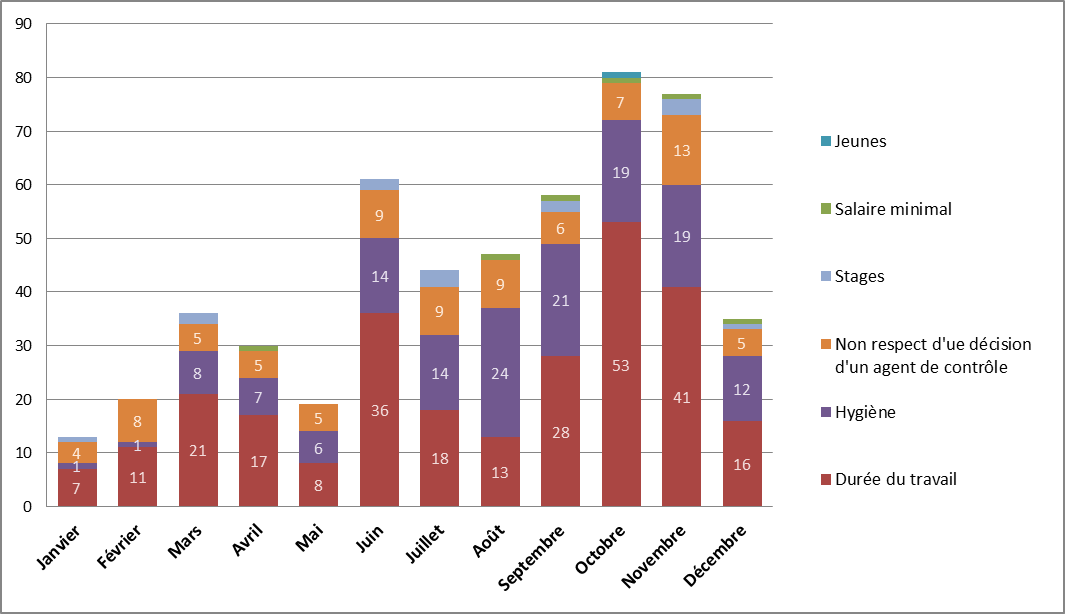 90
80
70
60
50
40
30
20
10
0
7
1
4
11
1
8
21
8
5
17
7
5
8
6
5
36
14
9
18
14
9
13
24
9
28
21
6
53
19
7
41
19
13
16
12
5
Janvier
Février
Mars
Avril
Mai
Juin
Juillet
Août
Septembre
Octobre
Novembre
Décembre
Jeunes
Salaire minimal
Stages
Non respect d'ue décision
d'un agent de contrôle
Hygiène
Durée du travail